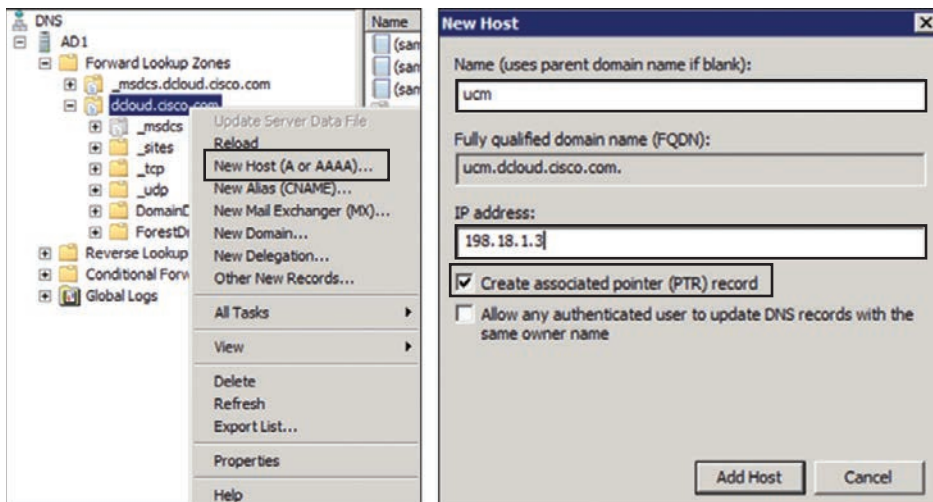 DNS
AD1
Forward Lookup Zones
_msdcs.dcloud.cisco.com
dcloud.cisco.com
_msdcs
_sites
_tcp
_udp
DomainD
ForestD
Reverse Lookup
Conditional Forw
Global Logs
Name
(sam
(sam
(sam
Update Server Data File
Reload
New Host (A or AAAA)...
New Alias (CNAME)...
New Mail Exchanger (MX)...
New Domain...
New Delegation...
Other New Records...
All Tasks
View
Delete
Refresh
Export List...
Properties
Help
New Host
Name (uses parent domain name if blank):
ucm
Fully qualified domain name (FQDN):
ucm.dcloud.cisco.com.
IP address:
198.18.1.3
Create associated pointer (PTR) record
Allow any authenticated user to update DNS records with the
same owner name
Add Host
Cancel